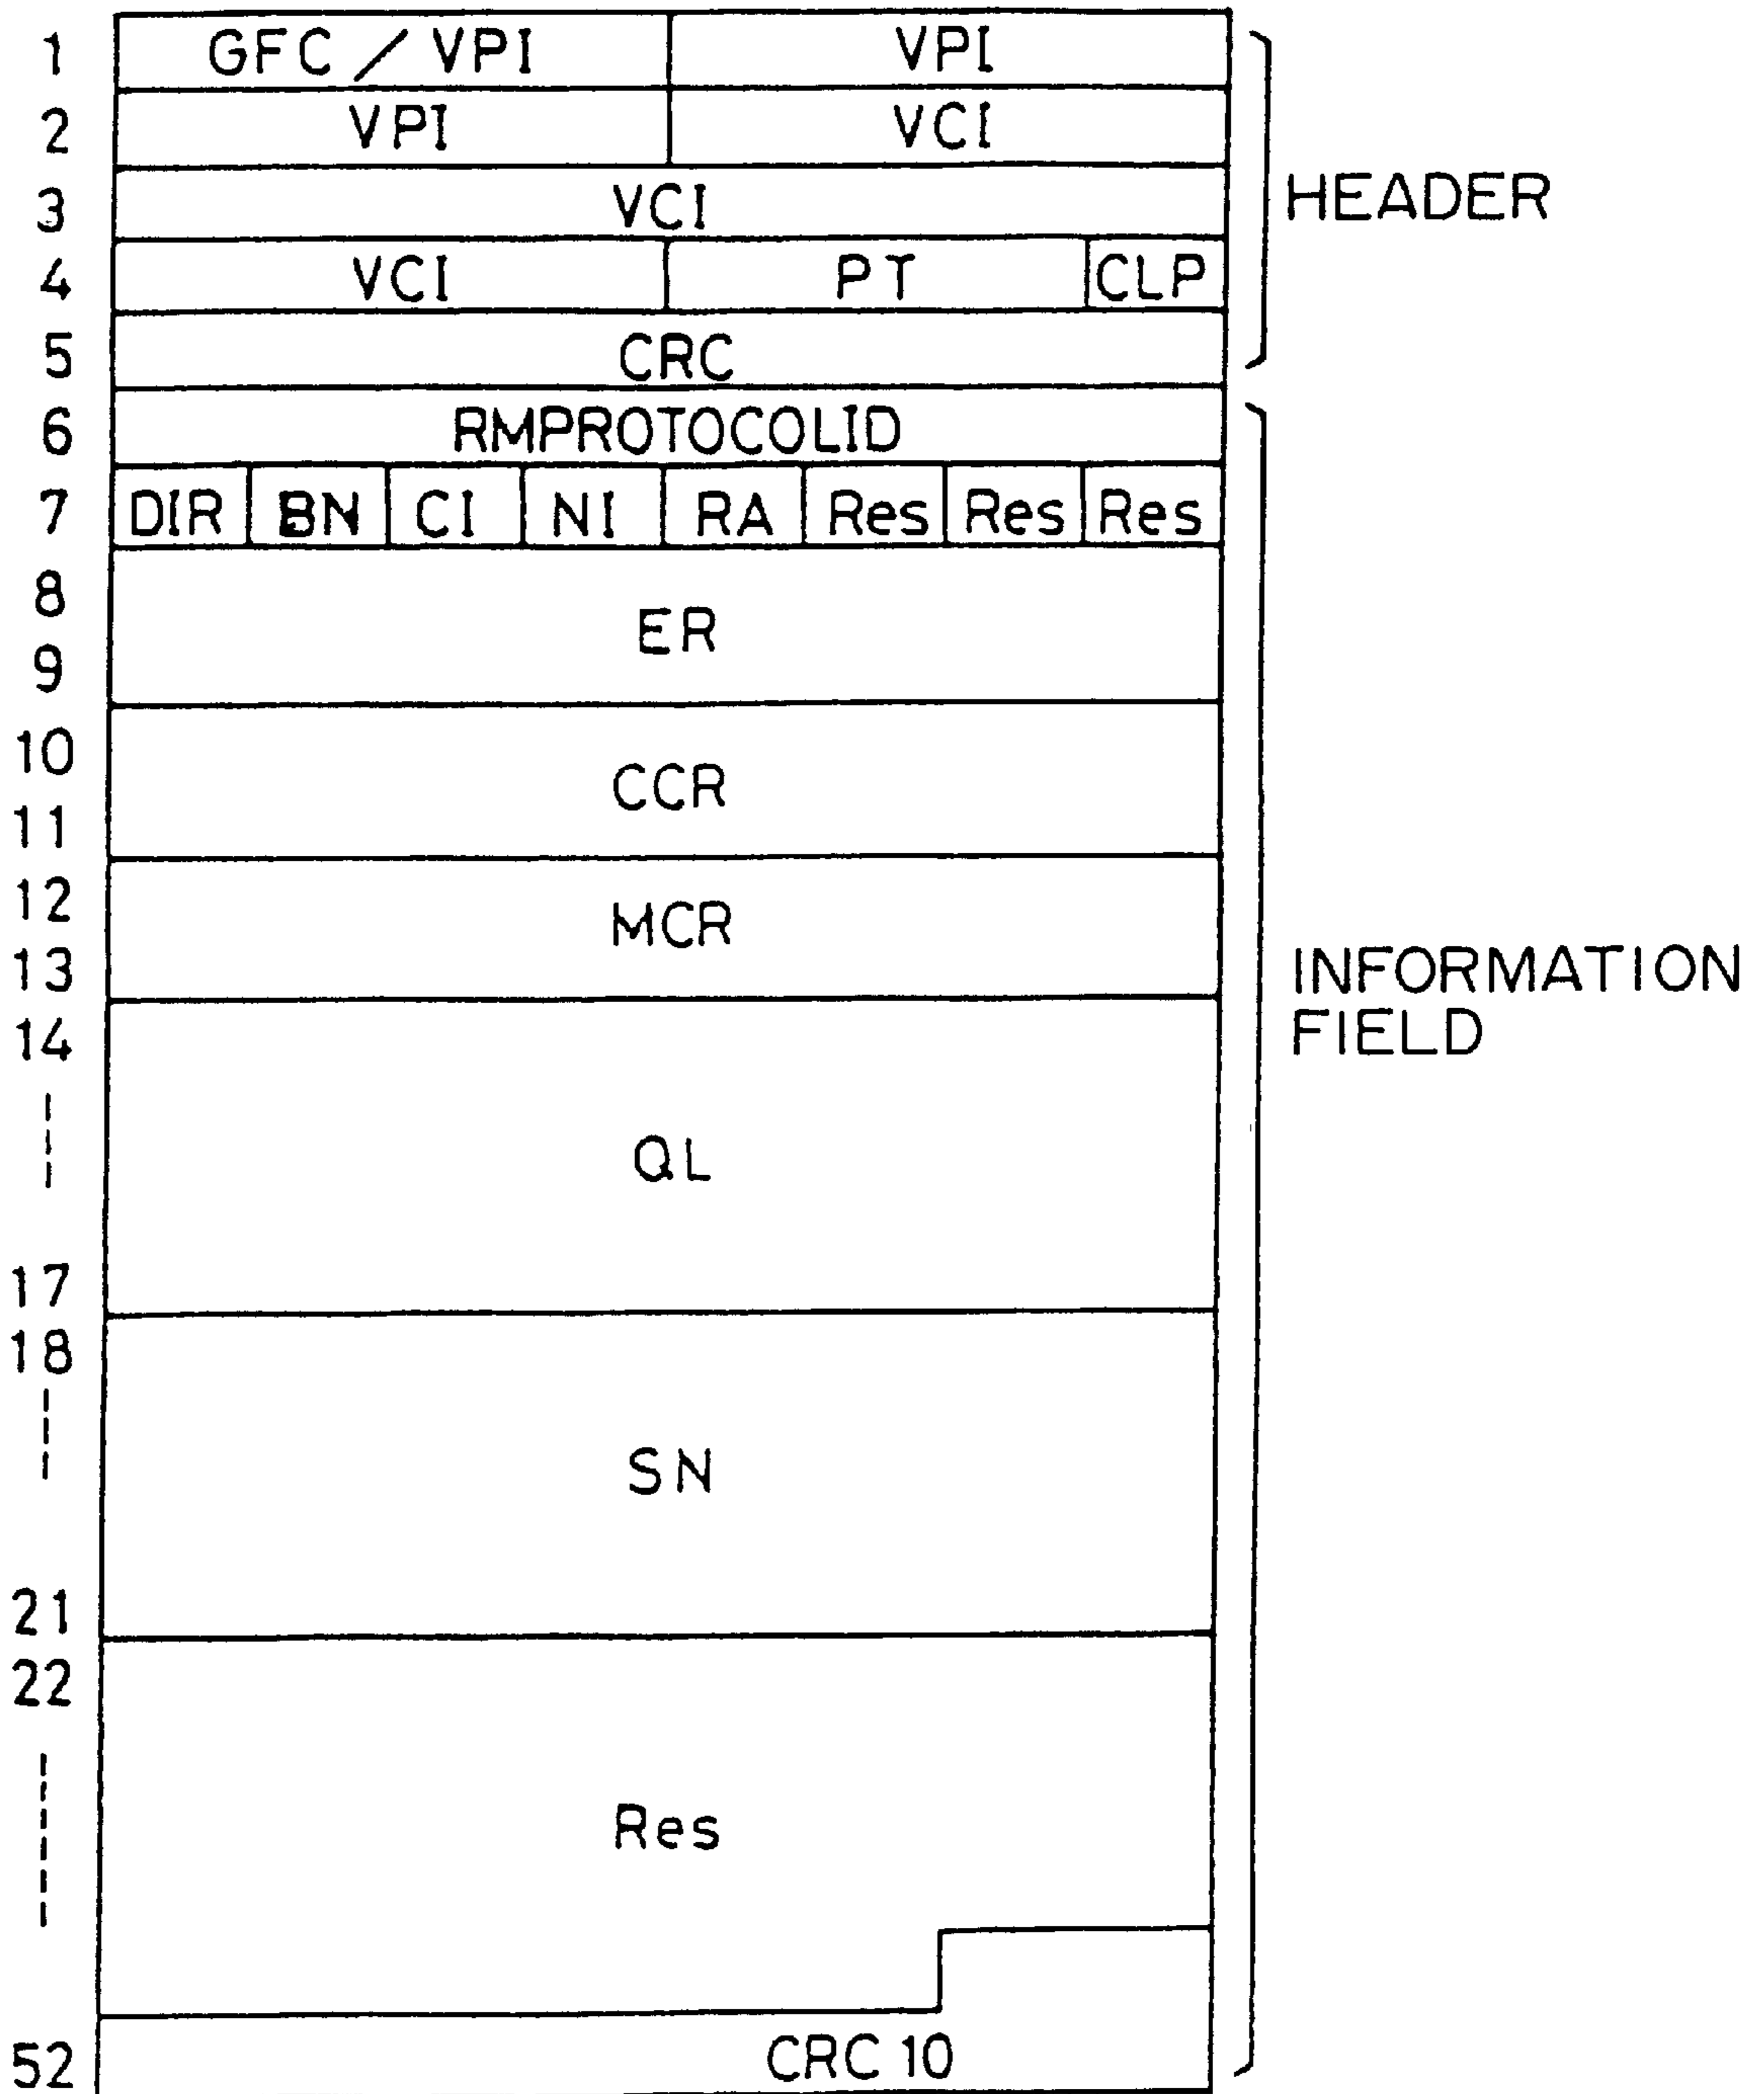 1 GFC / VPI VPI
2 VPI VCI
3 VCI
HEADER
4 VCI PT CLP
5 CRC
6 RMPROTOCOLID
7 DIR BN CI NI RA Res Res Res
8
ER
9
10
CCR
11
12
MCR
13
INFORMATION
FIELD
14
QL
17
18
SN
21
22
Res
52 CRC 10